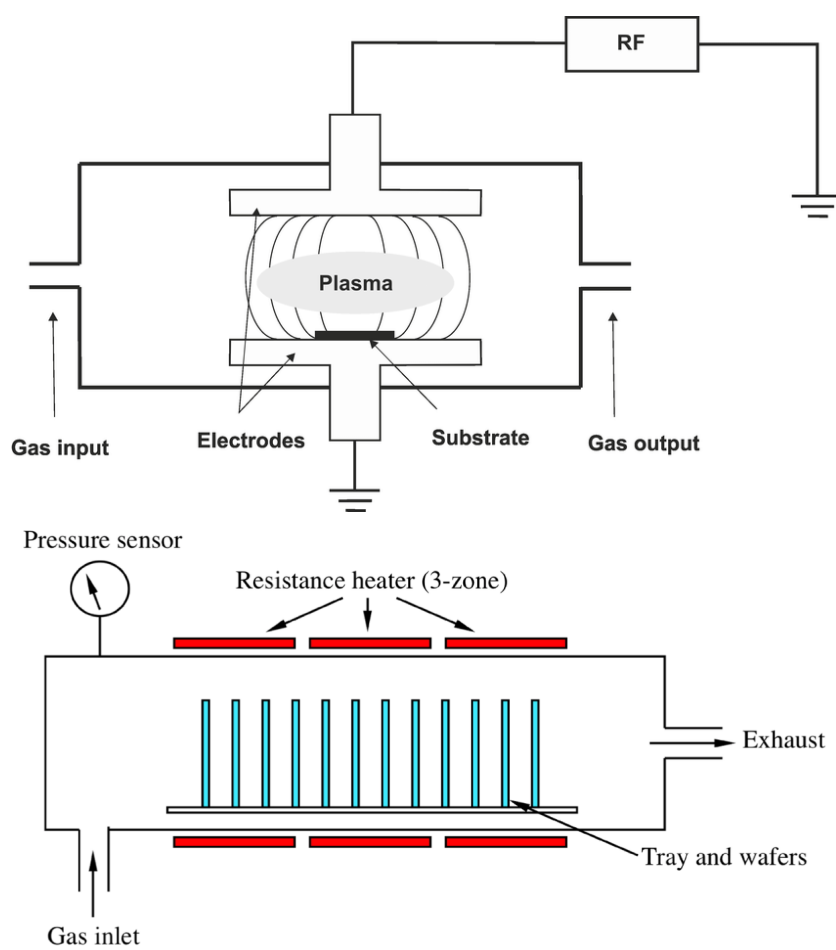 RF
Plasma
Gas input
Electrodes
Substrate
Gas output
Pressure sensor
Resistance heater (3-zone)
Exhaust
Tray and wafers
Gas inlet